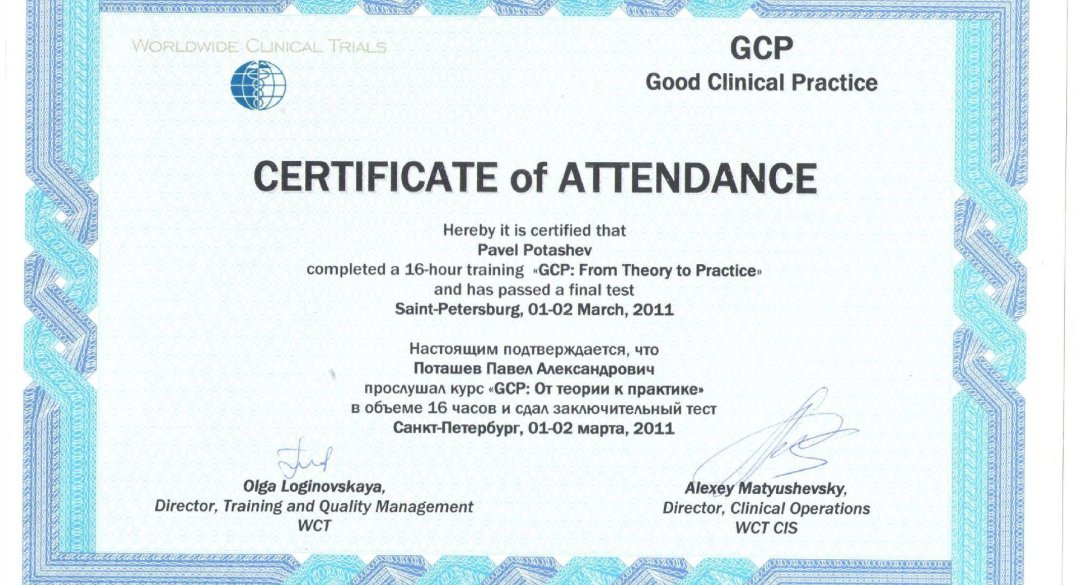 WORLDWIDE CLINICAL TRIALS
GCP
Good Clinical Practice
CERTIFICATE of ATTENDANCE
Hereby it is certified that
Pavel Potashev
completed a 16-hour training «GCP: From Theory to Practice»
and has passed a final test
Saint-Petersburg, 01-02 March, 2011
Настоящим подтверждается, что
Поташев Павел Александрович
прослушал курс «GCP: От теории к практике»
в объеме 16 часов и сдал заключительный тест
Санкт-Петербург, 01-02 марта, 2011
Olga Loginovskaya,
Director, Training and Quality Management
WCT
Alexey Matyushevsky,
Director, Clinical Operations
WCT CIS